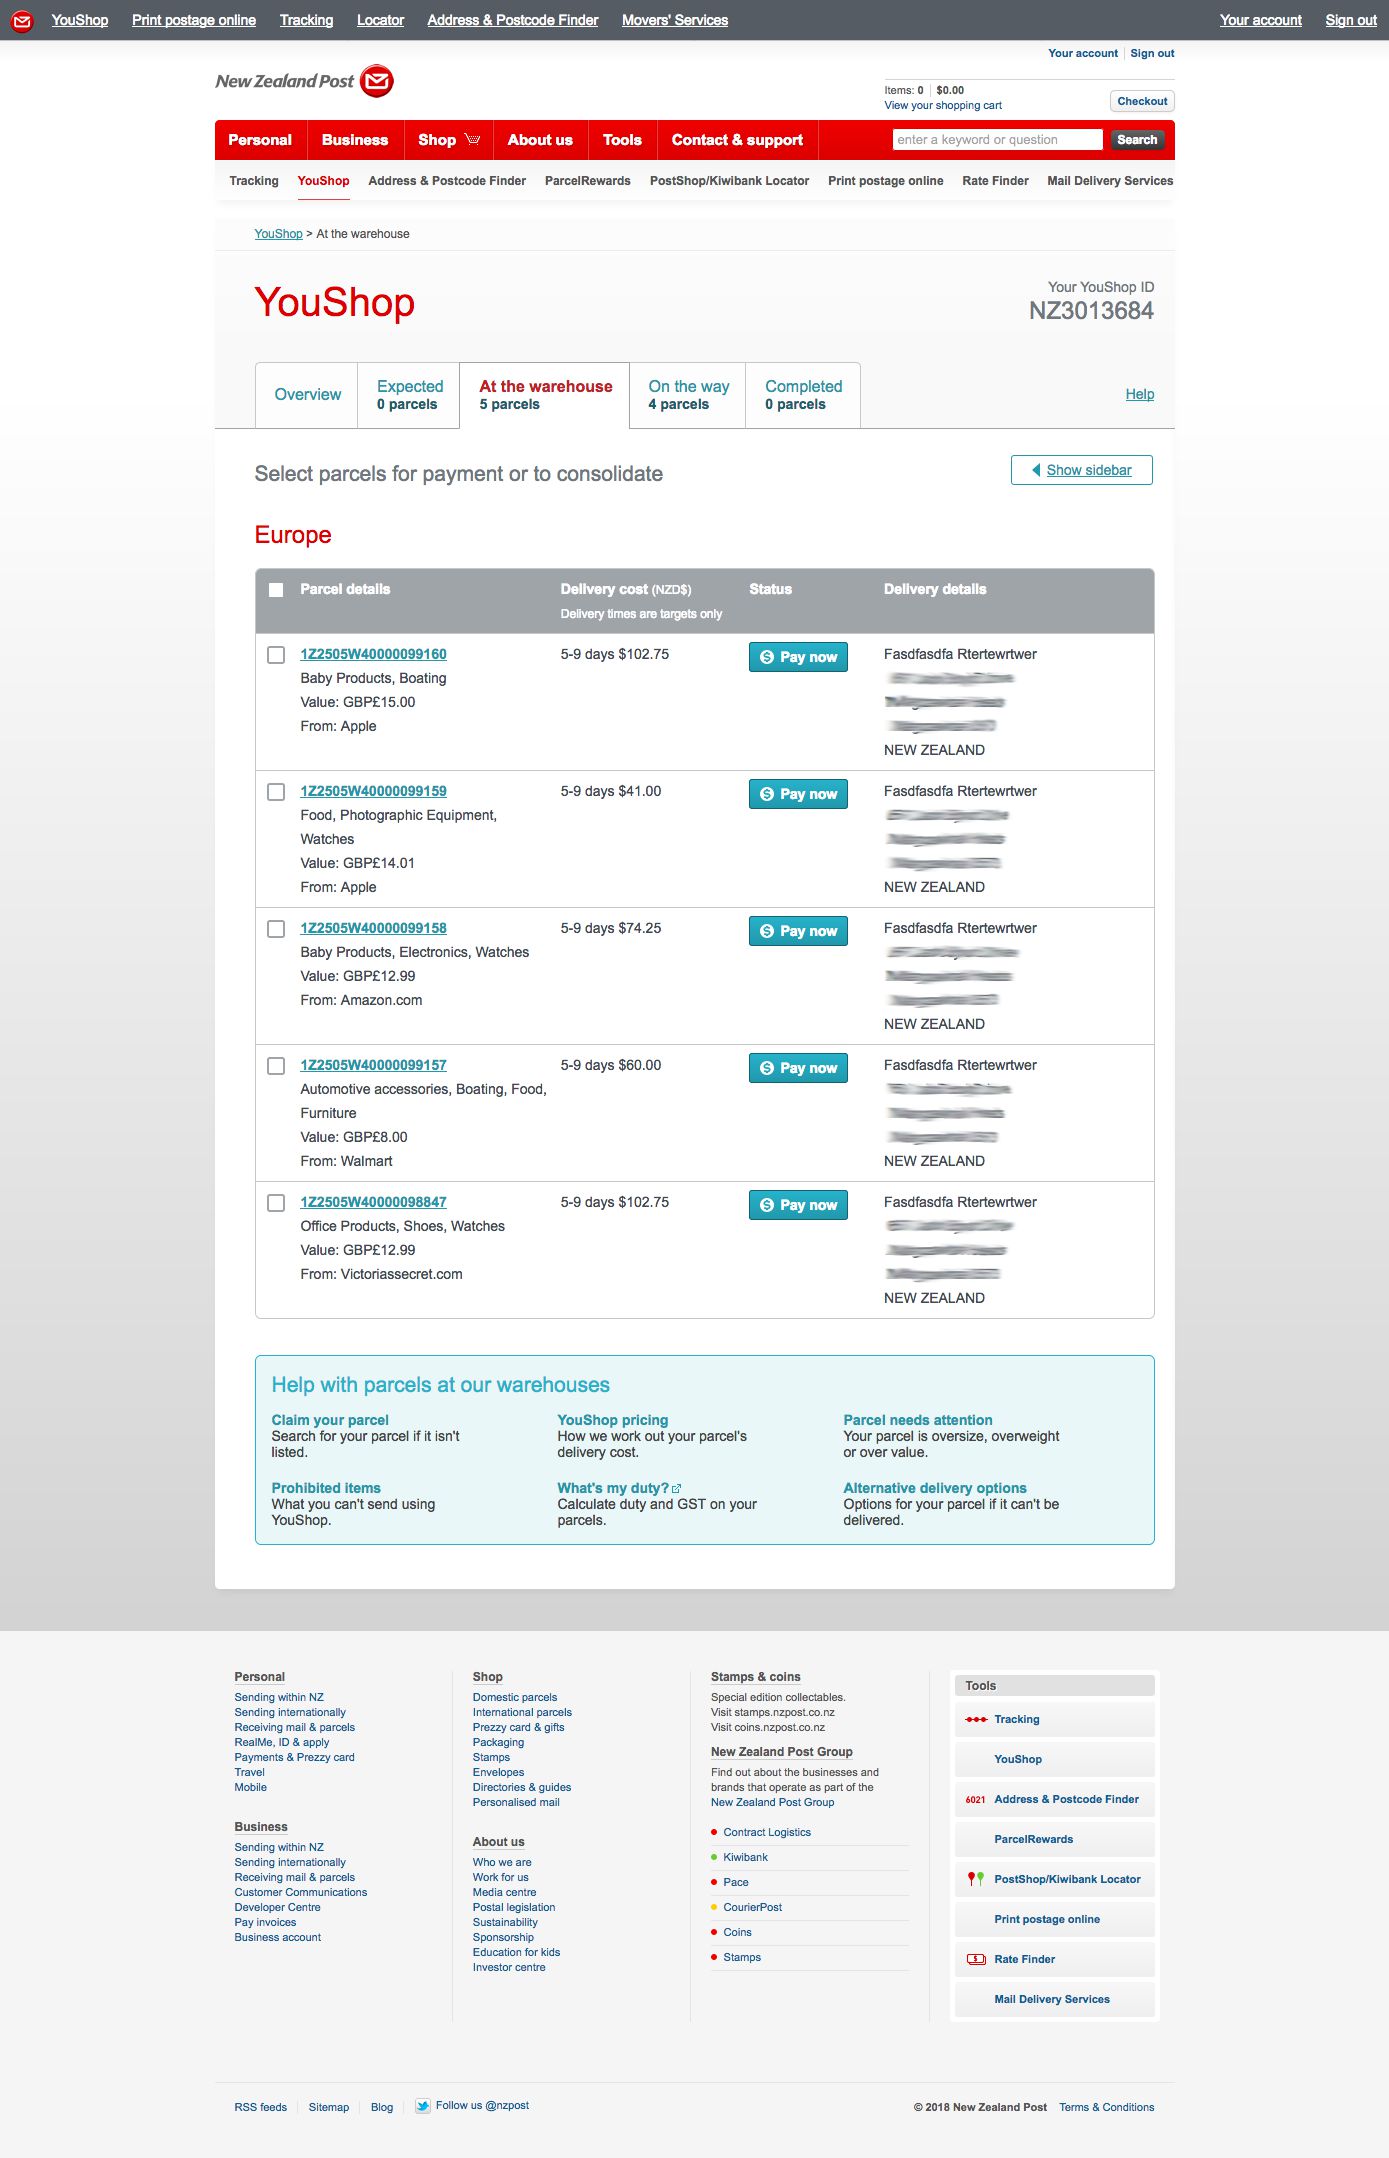 YouShop Print postage online Tracking Locator Address & Postcode Finder Movers' Services Your account Sign out
Your account Sign out
New Zealand Post
Items: 0 $0.00
View your shopping cart
Checkout
Personal Business Shop About us Tools Contact & support enter a keyword or question Search
Tracking YouShop Address & Postcode Finder ParcelRewards PostShop/Kiwibank Locator Print postage online Rate Finder Mail Delivery Services
YouShop > At the warehouse
YouShop
Your YouShop ID
NZ3013684
Overview
Expected
0 parcels
At the warehouse
5 parcels
On the way
4 parcels
Completed
0 parcels
Help
Select parcels for payment or to consolidate
Show sidebar
Europe
Parcel details Delivery cost (NZD$) Status Delivery details
Delivery times are targets only
1Z2505W40000099160 5-9 days $102.75 Pay now Fasdfasdfa Rtertewrtwer
Baby Products, Boating
Value: GBP£15.00
From: Apple
NEW ZEALAND
1Z2505W40000099159 5-9 days $41.00 Pay now Fasdfasdfa Rtertewrtwer
Food, Photographic Equipment,
Watches
Value: GBP£14.01
From: Apple
NEW ZEALAND
1Z2505W40000099158 5-9 days $74.25 Pay now Fasdfasdfa Rtertewrtwer
Baby Products, Electronics, Watches
Value: GBP£12.99
From: Amazon.com
NEW ZEALAND
1Z2505W40000099157 5-9 days $60.00 Pay now Fasdfasdfa Rtertewrtwer
Automotive accessories, Boating, Food,
Furniture
Value: GBP£8.00
From: Walmart
NEW ZEALAND
1Z2505W40000098847 5-9 days $102.75 Pay now Fasdfasdfa Rtertewrtwer
Office Products, Shoes, Watches
Value: GBP£12.99
From: Victoriassecret.com
NEW ZEALAND
Help with parcels at our warehouses
Claim your parcel
Search for your parcel if it isn't
listed.
YouShop pricing
How we work out your parcel's
delivery cost.
Parcel needs attention
Your parcel is oversize, overweight
or over value.
Prohibited items
What you can't send using
YouShop.
What's my duty?
Calculate duty and GST on your
parcels.
Alternative delivery options
Options for your parcel if it can't be
delivered.
Personal
Sending within NZ
Sending internationally
Receiving mail & parcels
RealMe, ID & apply
Payments & Prezzy card
Travel
Mobile
Business
Sending within NZ
Sending internationally
Receiving mail & parcels
Customer Communications
Developer Centre
Pay invoices
Business account
Shop
Domestic parcels
International parcels
Prezzy card & gifts
Packaging
Stamps
Envelopes
Directories & guides
Personalised mail
About us
Who we are
Work for us
Media centre
Postal legislation
Sustainability
Sponsorship
Education for kids
Investor centre
Stamps & coins
Special edition collectables.
Visit stamps.nzpost.co.nz
Visit coins.nzpost.co.nz
New Zealand Post Group
Find out about the businesses and
brands that operate as part of the
New Zealand Post Group
Contract Logistics
Kiwibank
Pace
CourierPost
Coins
Stamps
Tools
Tracking
YouShop
6021 Address & Postcode Finder
ParcelRewards
PostShop/Kiwibank Locator
Print postage online
$ Rate Finder
Mail Delivery Services
RSS feeds Sitemap Blog Follow us @nzpost © 2018 New Zealand Post Terms & Conditions